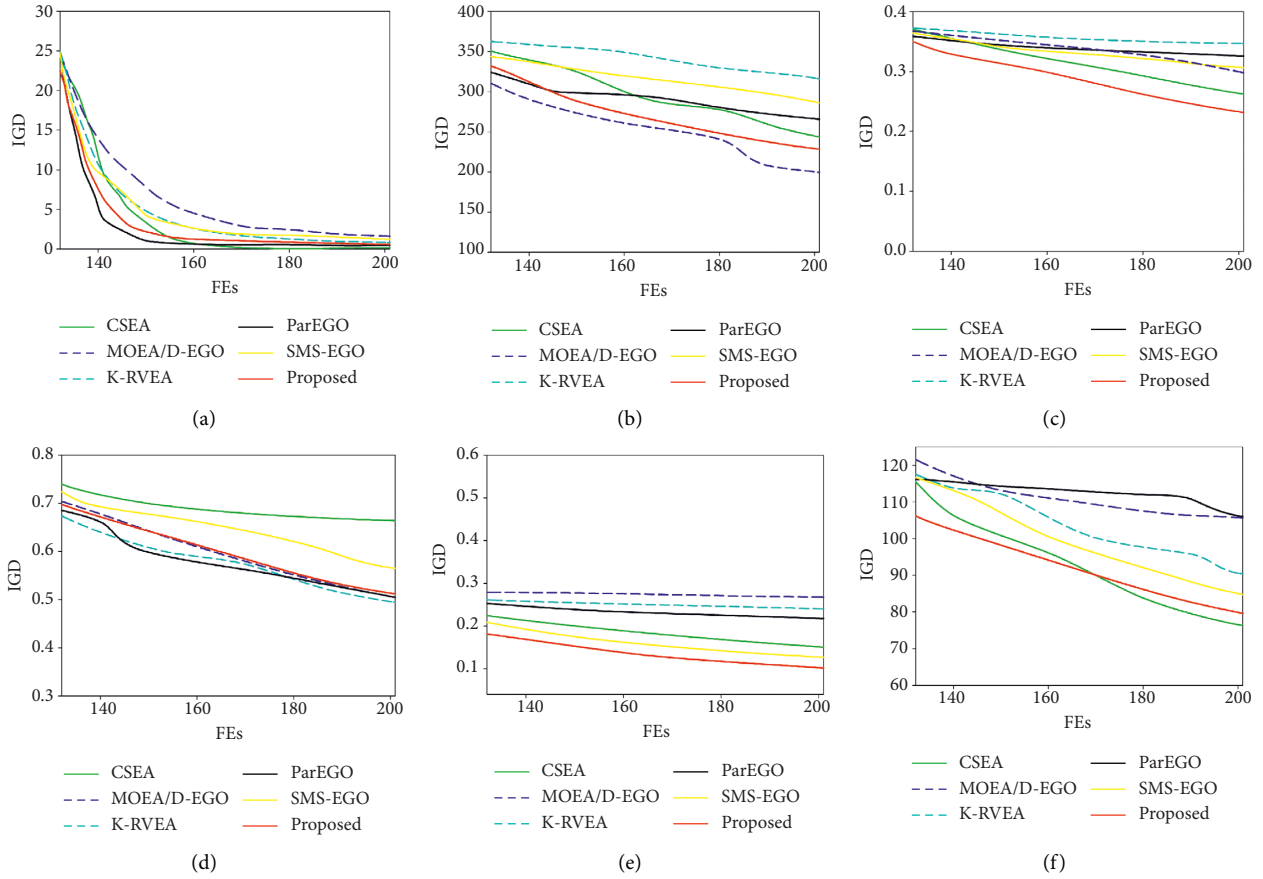 30
25
20
15
10
5
0
IGD
140
160
180
200
FEs
CSEA
MOEA/D-EGO
K-RVEA
ParEGO
SMS-EGO
Proposed
(a)
400
350
300
250
200
150
100
IGD
140
160
180
200
FEs
CSEA
MOEA/D-EGO
K-RVEA
ParEGO
SMS-EGO
Proposed
(b)
0.4
0.3
0.2
0.1
0.0
IGD
140
160
180
200
FEs
CSEA
MOEA/D-EGO
K-RVEA
ParEGO
SMS-EGO
Proposed
(c)
0.8
0.7
0.6
0.5
0.4
0.3
IGD
140
160
180
200
FEs
CSEA
MOEA/D-EGO
K-RVEA
ParEGO
SMS-EGO
Proposed
(d)
0.6
0.5
0.4
0.3
0.2
0.1
IGD
140
160
180
200
FEs
CSEA
MOEA/D-EGO
K-RVEA
ParEGO
SMS-EGO
Proposed
(e)
120
110
100
90
80
70
60
IGD
140
160
180
200
FEs
CSEA
MOEA/D-EGO
K-RVEA
ParEGO
SMS-EGO
Proposed
(f)